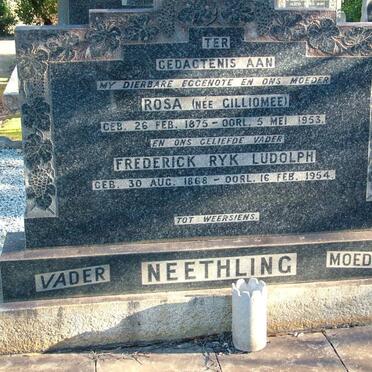 TER
GEDACTENIS AAN
MY DIERBARE EGGENOTE EN ONS MOEDER
ROSA (NÉE GILLIOMEE)
GEB. 26 FEB. 1875 – OORL. 5 MEI 1953.
EN ONS GELIEFDE VADER
FREDERICK RYK LUDOLPH
GEB. 30 AUG. 1868 – OORL. 16 FEB. 1954.
TOT WEERSIENS.
VADER NEETHLING MOED